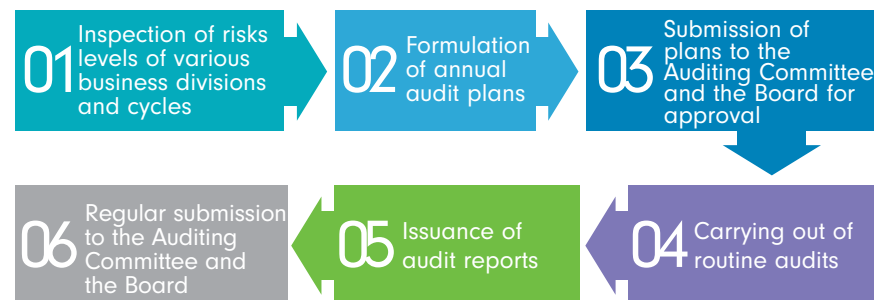 01
Inspection of risks
levels of various
business divisions
and cycles
02
Formulation
of annual
audit plans
03
Submission of
plans to the
Auditing Committee
and the Board for
approval
04
Carrying out of
routine audits
05
Issuance of
audit reports
06
Regular submission
to the Auditing
Committee and
the Board